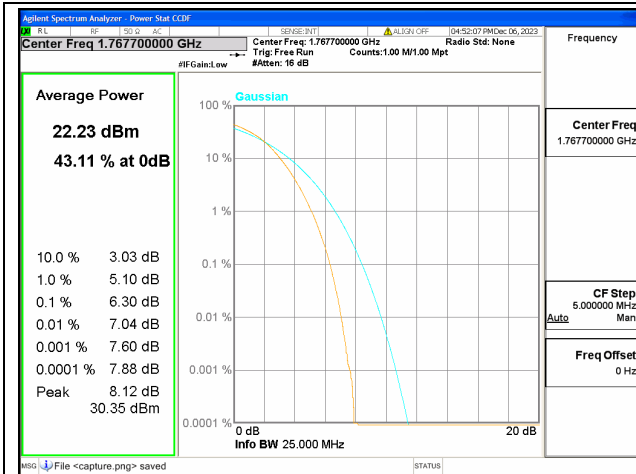 Agilent Spectrum Analyzer - Power Stat CCDF
RL RF 50 Ω AC SENSE:INT ALIGN OFF 04:52:07 PM Dec 06, 2023
Center Freq 1.767700000 GHz
Center Freq: 1.767700000 GHz Radio Std: None
Trig: Free Run Counts:1.00 M/1.00 Mpt
#IFGain:Low #Atten: 16 dB
Average Power
22.23 dBm
43.11 % at 0dB
10.0 % 3.03 dB
1.0 % 5.10 dB
0.1 % 6.30 dB
0.01 % 7.04 dB
0.001 % 7.60 dB
0.0001 % 7.88 dB
Peak 8.12 dB
30.35 dBm
Gaussian
100 %
10 %
1 %
0.1 %
0.01 %
0.001 %
0.0001 %
0 dB 20 dB
Info BW 25.000 MHz
Frequency
Center Freq
1.767700000 GHz
CF Step
5.000000 MHz
Auto Man
Freq Offset
0 Hz
MSG File <capture.png> saved STATUS